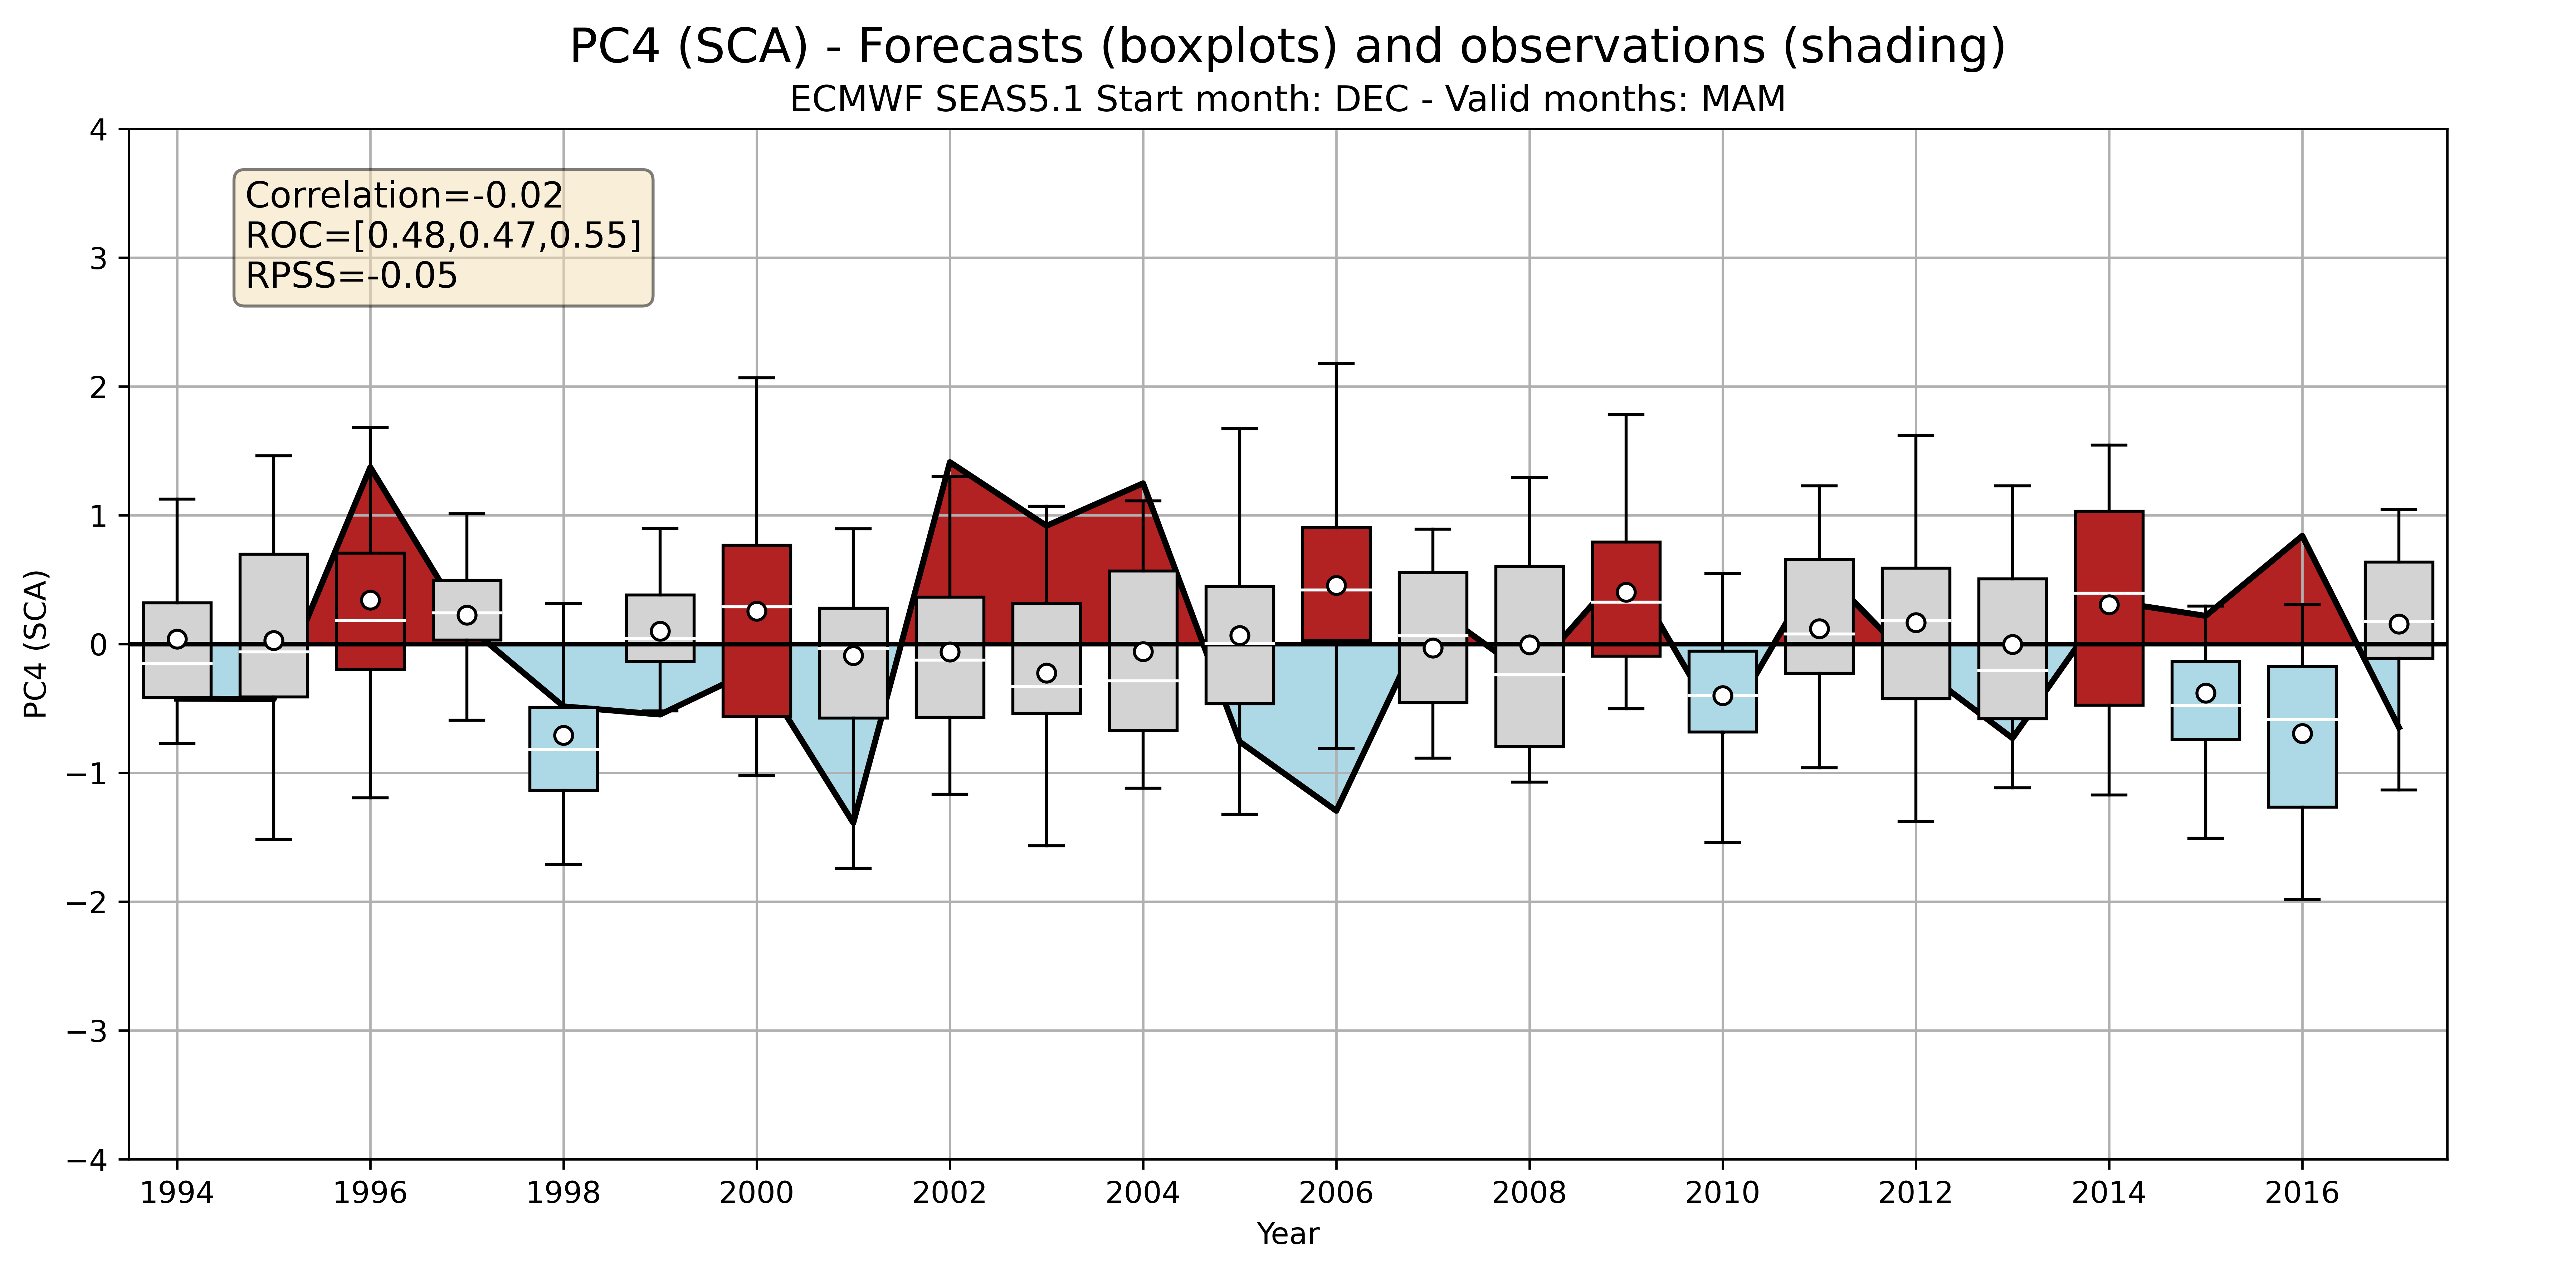 PC4 (SCA) - Forecasts (boxplots) and observations (shading)
ECMWF SEAS5.1 Start month: DEC - Valid months: MAM
Correlation=-0.02
ROC=[0.48,0.47,0.55]
RPSS=-0.05
PC4 (SCA)
4
3
2
1
0
−1
−2
−3
−4
1994 1996 1998 2000 2002 2004 2006 2008 2010 2012 2014 2016
Year